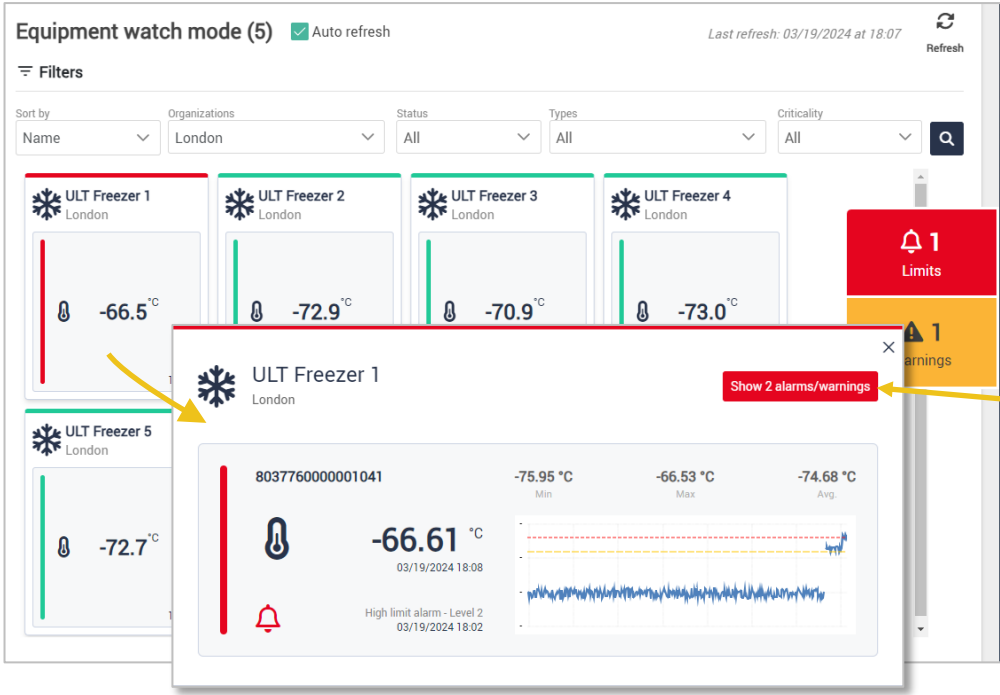 Equipment watch mode (5)
Auto refresh
Last refresh: 03/19/2024 at 18:07
Refresh
Filters
Sort by
Organizations
Status
Types
Criticality
Name
London
All
All
All
ULT Freezer 1
London
ULT Freezer 2
London
ULT Freezer 3
London
ULT Freezer 4
London
-66.5 °C
-72.9 °C
-70.9 °C
-73.0 °C
1
Limits
1
arnings
ULT Freezer 5
London
-72.7 °C
ULT Freezer 1
London
Show 2 alarms/warnings
8037760000001041
-75.95 °C
Min
-66.53 °C
Max
-74.68 °C
Avg.
-66.61 °C
03/19/2024 18:08
High limit alarm - Level 2
03/19/2024 18:02